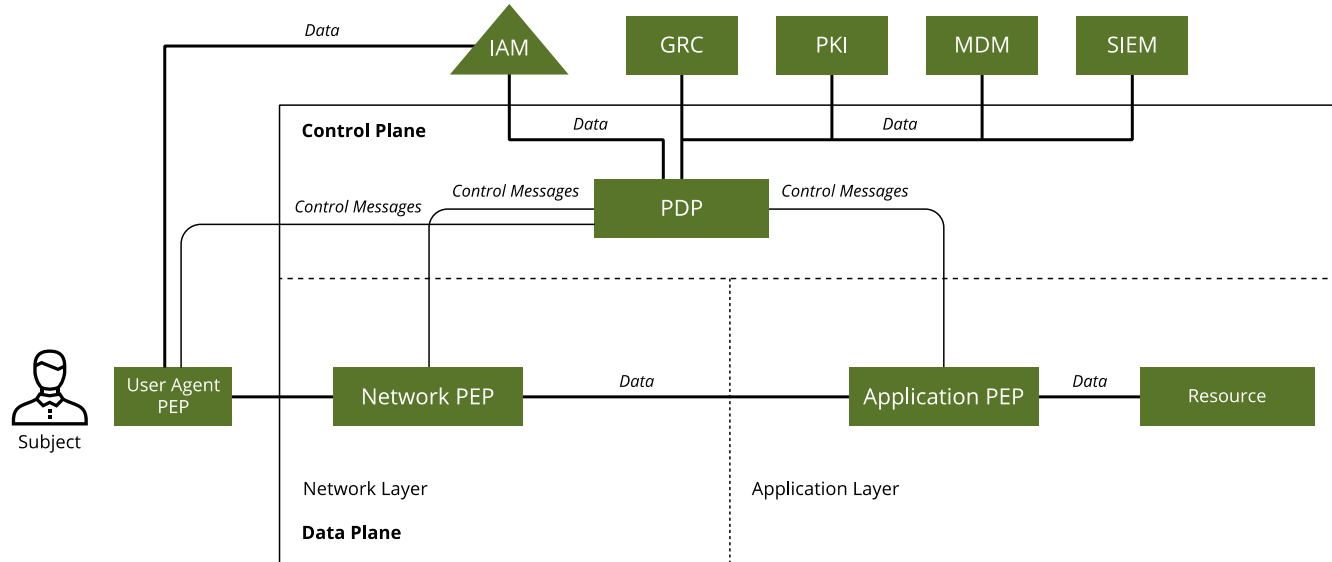 Data
IAM
GRC
PKI
MDM
SIEM
Control Plane
Data
Data
Control Messages
Control Messages
Control Messages
PDP
User Agent
PEP
Network PEP
Data
Application PEP
Data
Resource
Subject
Network Layer
Application Layer
Data Plane